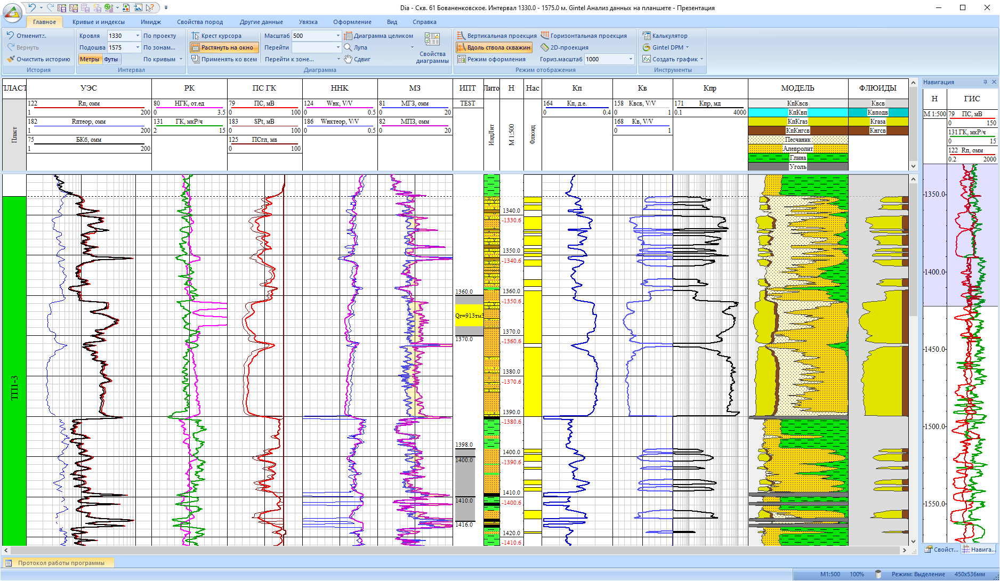 Dia - Скв. 61 Бованенковское. Интервал 1330.0 - 1575.0 м. Gintel Анализ данных на планшете - Презентация
Главное Кривые и индексы Имидж Свойства пород Другие данные Увязка Оформление Вид Справка
Отменит... Кровля 1330 По проекту Крест курсора Масштаб 500 Диаграмма целиком Вертикальная проекция Горизонтальная проекция Калькулятор
Вернуть Подошва 1575 По зонам... Растянуть на окно Перейти Лупа Вдоль ствола скважин 2D-проекция Gintel DPM
Очистить историю Метры Футы По кривым Применять ко всем Перейти к зоне... Сдвиг Свойства диаграммы Режим оформления Гориз.масштаб 1000 Создать график
История Интервал Диаграмма Режим отображения Инструменты
ПЛАСТ УЭС РК ПС ГК ННК МЗ ИПТ Лито Н Нас Кп Кв Кпр МОДЕЛЬ ФЛЮИДЫ
122 Rп, омм 80 НГК, от.ед 79 ПС, мВ 124 Wнк, V/V 81 МГЗ, омм TEST 164 Кп, д.е. 158 Квсв, V/V 171 Кпр, мд КпКвсв Квсв
1 200 0 3.5 0 100 0 0.5 0 20 0 0.4 0 1 0.1 4000 КпКвп Квподв
182 Rптеор, омм 131 ГК, мкР/ч 183 SPt, мВ 186 Wнктеор, V/V 82 МПЗ, омм 168 Кв, V/V КпКгаз Кгаза
1 200 2 15 0 100 0 0.5 0 20 0 1 КпКнгсв Кнгсв
75 БКб, омм 125 ПСгл, мв Песчаник
1 200 0 100 Алевролит
Глина
Уголь
Пласт ИндЛит М 1:500 Флюид
Навигация
Н ГИС
М 1:500 79 ПС, мВ
0 150
131 ГК, мкР/ч
0 15
122 Rп, омм
0.2 2000
ТП1-3
1360.0
Qг=913тм3
1370.0
1398.0
1400.0
1410.0
1416.0
1340.0
-1330.6
1350.0
-1340.6
1360.0
-1350.6
1370.0
-1360.6
1380.0
-1370.6
1390.0
-1380.6
1400.0
-1390.6
1410.0
-1400.6
1420.0
-1410.6
1350.0
1400.0
1450.0
1500.0
1550.0
Свойст... Навига...
Протокол работы программы
М1:500 100% Режим: Выделение 450x536мм